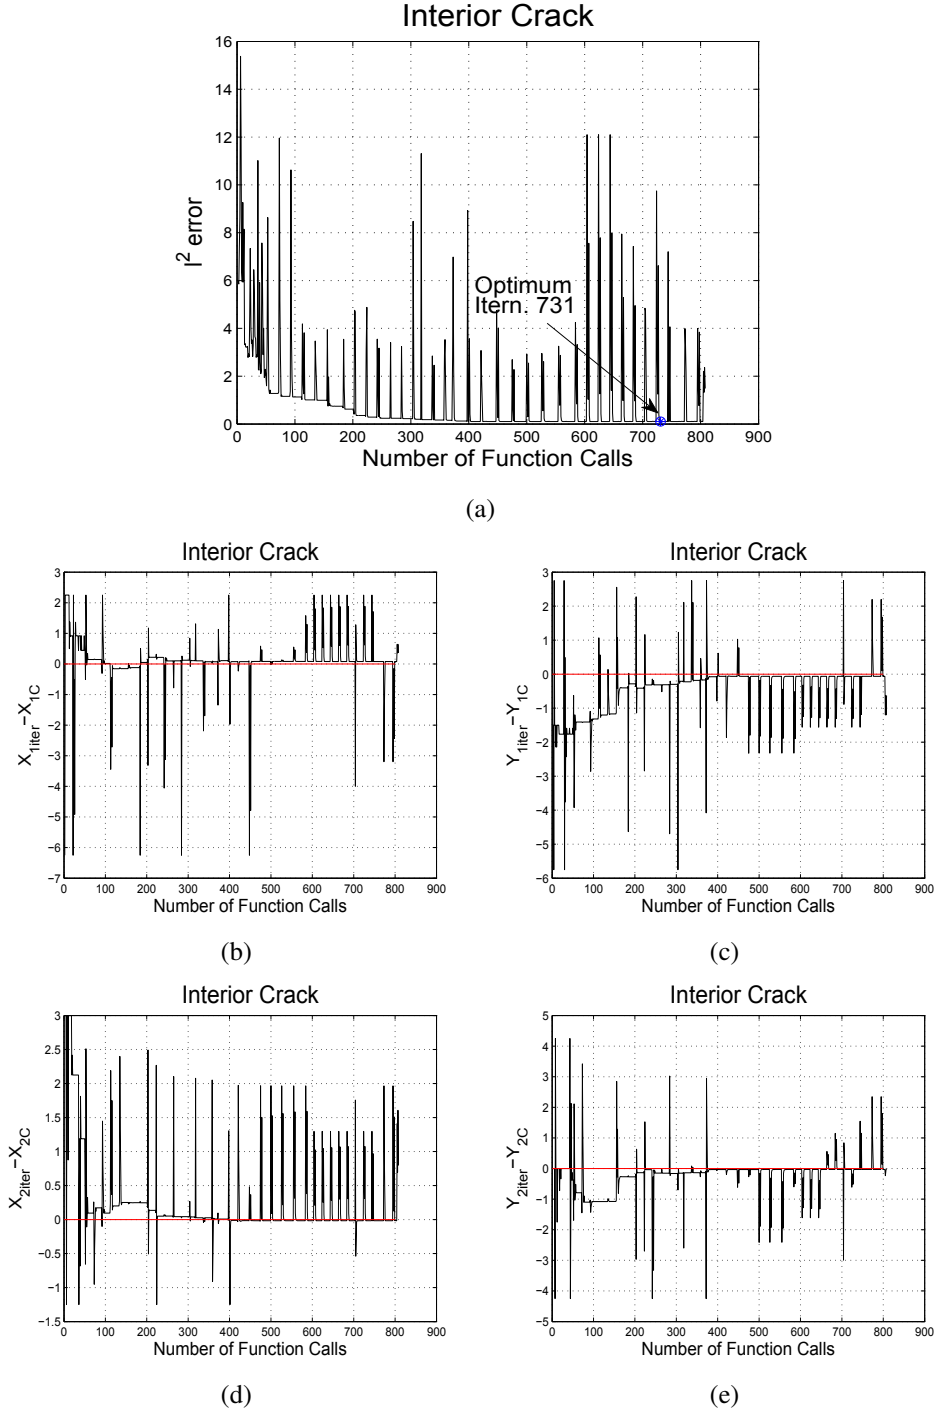 Interior Crack
16
14
12
10
8
6
4
2
0
l² error
Optimum
Itern. 731
0 100 200 300 400 500 600 700 800 900
Number of Function Calls
(a)
Interior Crack
3
2
1
0
−1
−2
−3
−4
−5
−6
−7
X1iter−X1C
0 100 200 300 400 500 600 700 800 900
Number of Function Calls
(b)
Interior Crack
3
2
1
0
−1
−2
−3
−4
−5
−6
Y1iter−Y1C
0 100 200 300 400 500 600 700 800 900
Number of Function Calls
(c)
Interior Crack
3
2.5
2
1.5
1
0.5
0
−0.5
−1
−1.5
X2iter−X2C
0 100 200 300 400 500 600 700 800 900
Number of Function Calls
(d)
Interior Crack
5
4
3
2
1
0
−1
−2
−3
−4
−5
Y2iter−Y2C
0 100 200 300 400 500 600 700 800 900
Number of Function Calls
(e)